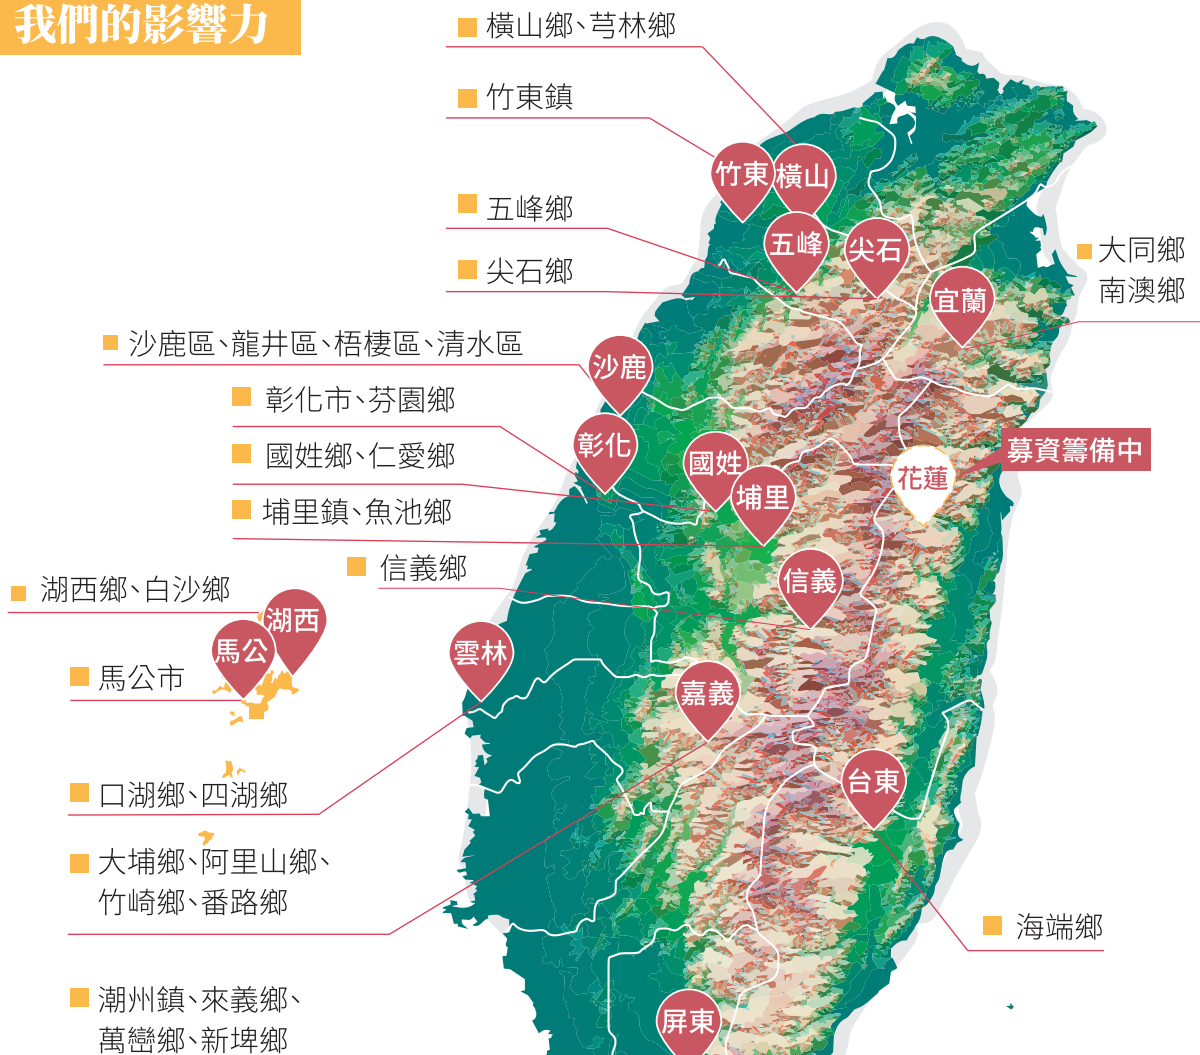 我們的影響力
橫山鄉、芎林鄉
竹東鎮
竹東
橫山
五峰鄉
五峰
尖石
大同鄉
南澳鄉
尖石鄉
宜蘭
沙鹿區、龍井區、梧棲區、清水區
沙鹿
彰化市、芬園鄉
彰化
國姓鄉、仁愛鄉
國姓
募資籌備中
花蓮
埔里鎮、魚池鄉
埔里
信義鄉
信義
湖西鄉、白沙鄉
湖西
馬公
馬公市
雲林
嘉義
口湖鄉、四湖鄉
台東
大埔鄉、阿里山鄉、
竹崎鄉、番路鄉
海端鄉
潮州鎮、來義鄉、
萬巒鄉、新埤鄉
屏東